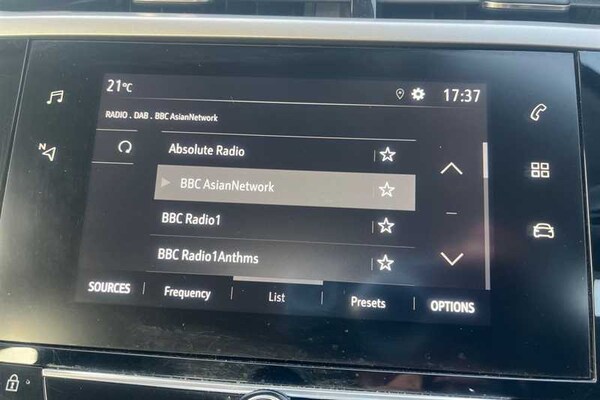 21°C 17:37
RADIO . DAB . BBC AsianNetwork
N
Absolute Radio
BBC AsianNetwork
BBC Radio1
BBC Radio1Anthms
SOURCES Frequency List Presets OPTIONS